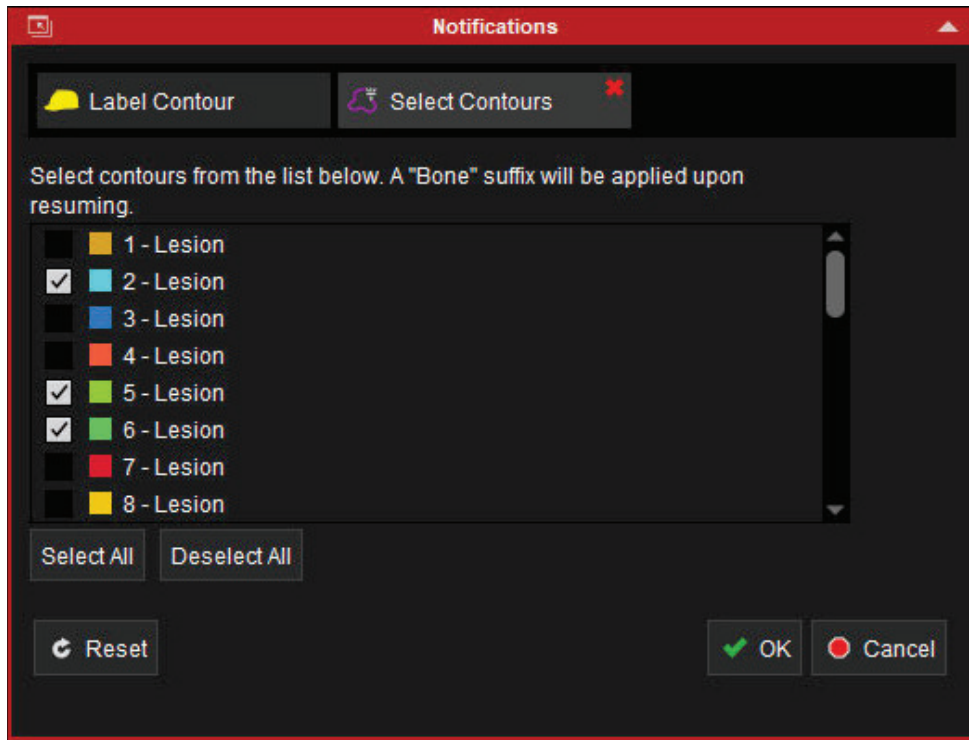 Notifications
Label Contour
Select Contours
Select contours from the list below. A "Bone" suffix will be applied upon
resuming.
1 - Lesion
2 - Lesion
3 - Lesion
4 - Lesion
5 - Lesion
6 - Lesion
7 - Lesion
8 - Lesion
Select All
Deselect All
Reset
OK
Cancel